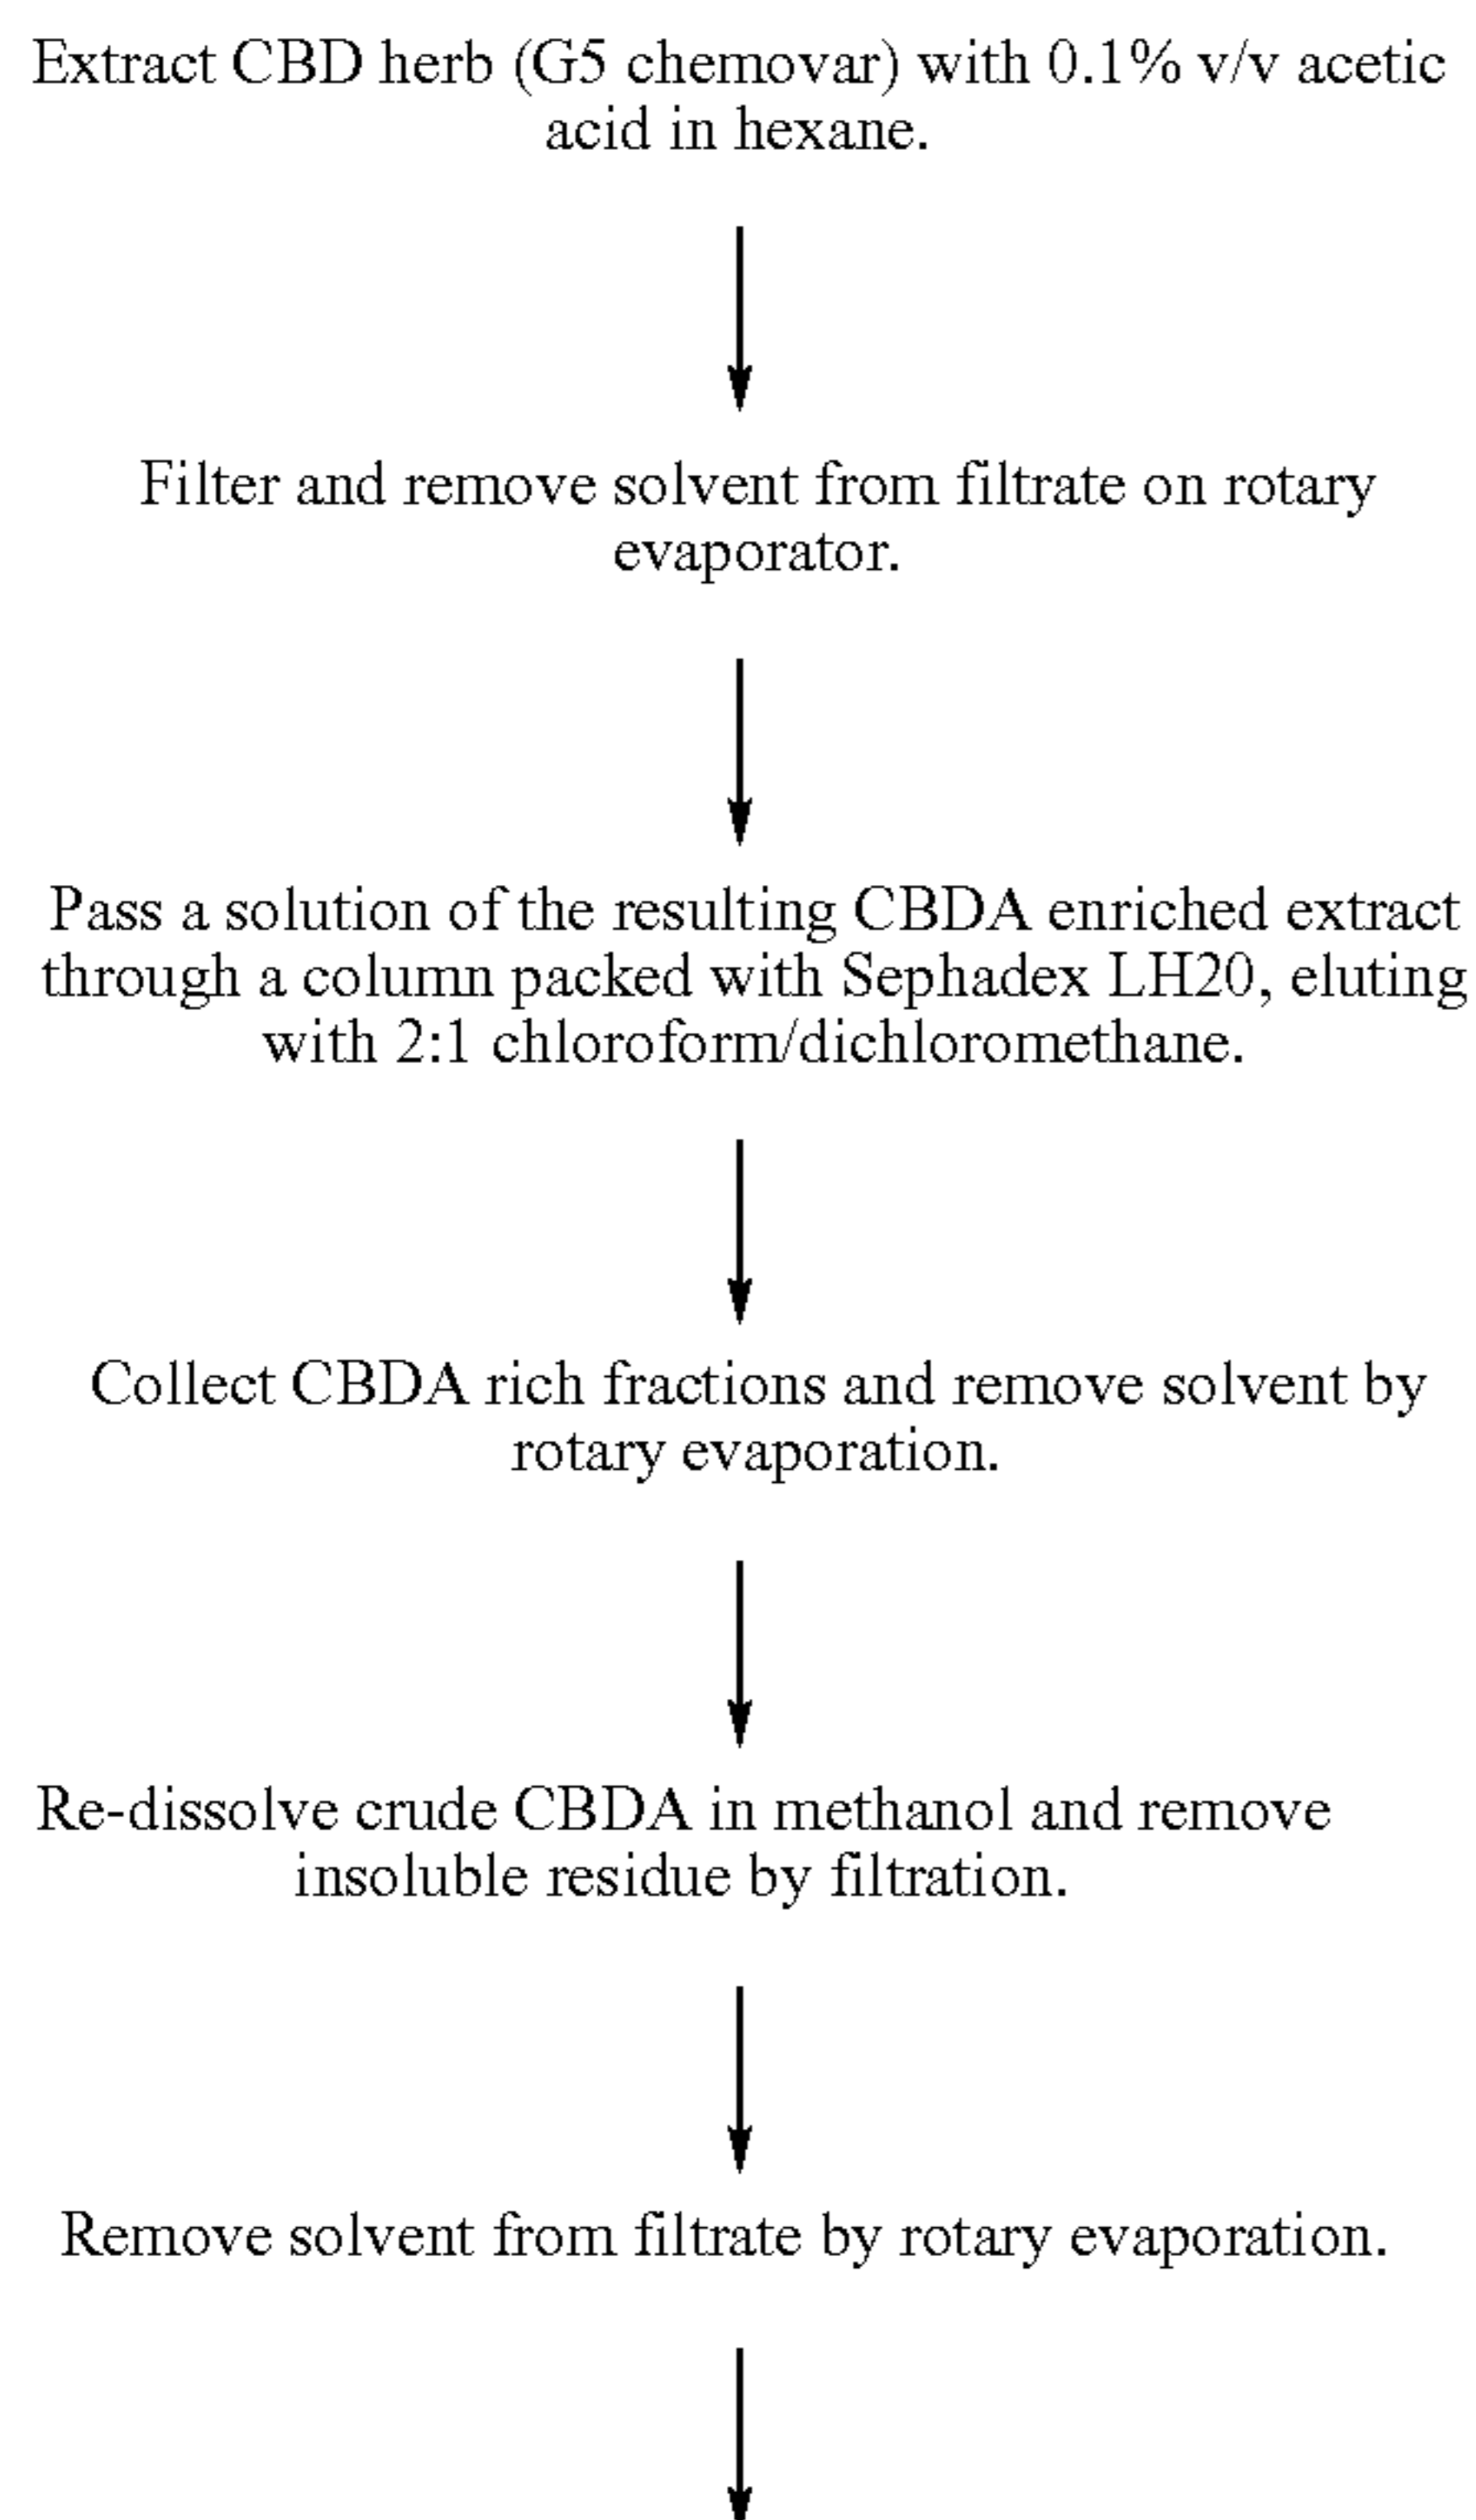 Extract CBD herb (G5 chemovar) with 0.1% v/v acetic
acid in hexane.
Filter and remove solvent from filtrate on rotary
evaporator.
Pass a solution of the resulting CBDA enriched extract
through a column packed with Sephadex LH20, eluting
with 2:1 chloroform/dichloromethane.
Collect CBDA rich fractions and remove solvent by
rotary evaporation.
Re-dissolve crude CBDA in methanol and remove
insoluble residue by filtration.
Remove solvent from filtrate by rotary evaporation.